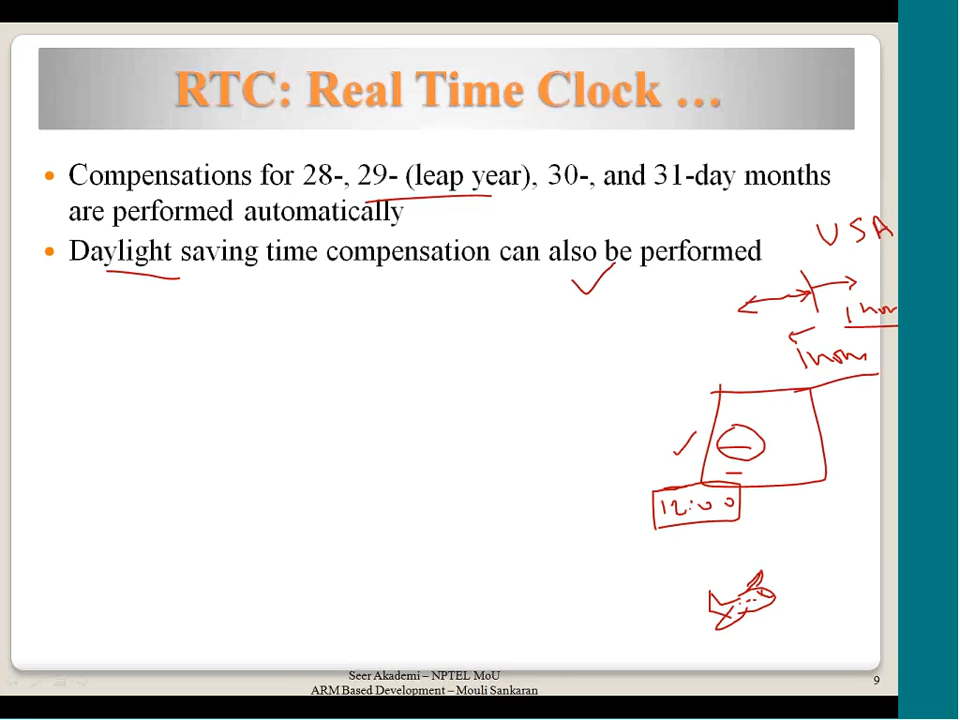 RTC: Real Time Clock …
• Compensations for 28-, 29- (leap year), 30-, and 31-day months
are performed automatically
• Daylight saving time compensation can also be performed
USA
1 hour
12:00
Seer Akademi – NPTEL MoU
ARM Based Development – Mouli Sankaran
9